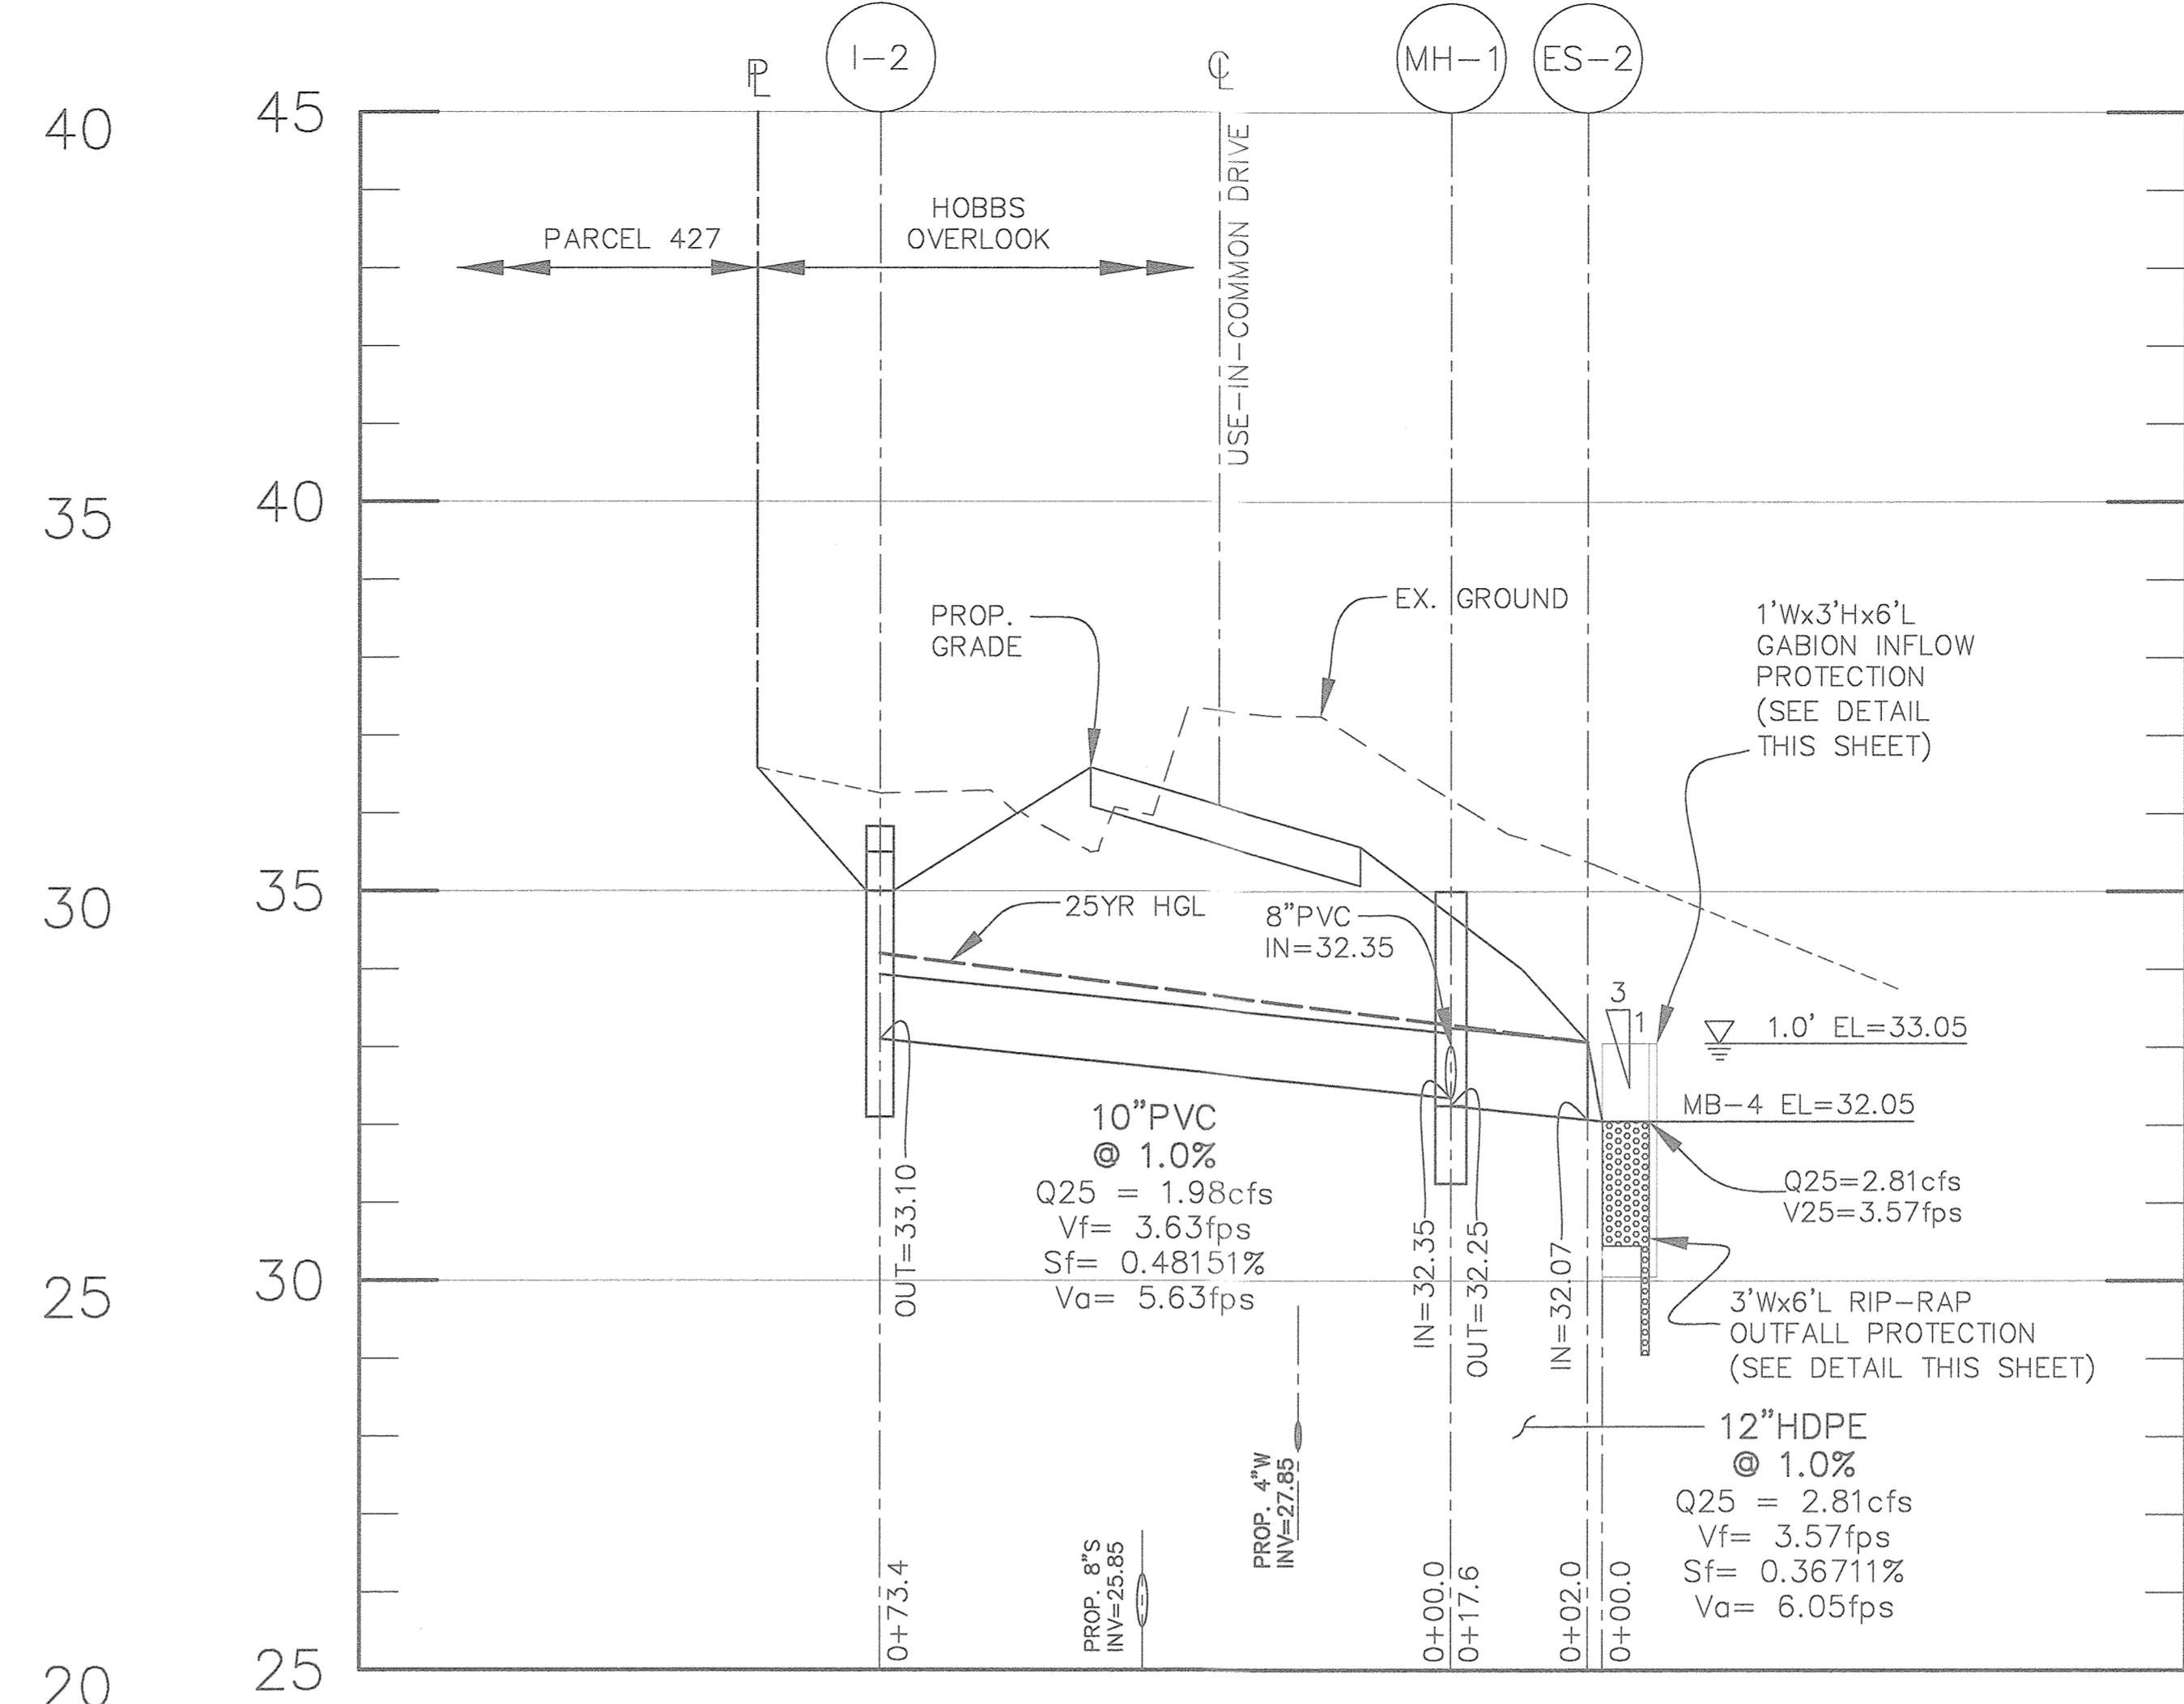 I-2
MH-1
ES-2
PL
CL
40
45
USE-IN-COMMON DRIVE
HOBBS
OVERLOOK
PARCEL 427
35
40
EX. GROUND
PROP.
GRADE
1'Wx3'Hx6'L
GABION INFLOW
PROTECTION
(SEE DETAIL
THIS SHEET)
30
35
25YR HGL
8"PVC
IN=32.35
3
1
1.0' EL=33.05
MB-4 EL=32.05
10"PVC
@ 1.0%
Q25 = 1.98cfs
Vf= 3.63fps
Sf= 0.48151%
Va= 5.63fps
OUT=33.10
IN=32.35
OUT=32.25
IN=32.07
Q25=2.81cfs
V25=3.57fps
25
30
3'Wx6'L RIP-RAP
OUTFALL PROTECTION
(SEE DETAIL THIS SHEET)
12"HDPE
@ 1.0%
Q25 = 2.81cfs
Vf= 3.57fps
Sf= 0.36711%
Va= 6.05fps
PROP. 4"W
INV=27.85
PROP. 8"S
INV=25.85
0+73.4
0+00.0
0+17.6
0+02.0
0+00.0
20
25